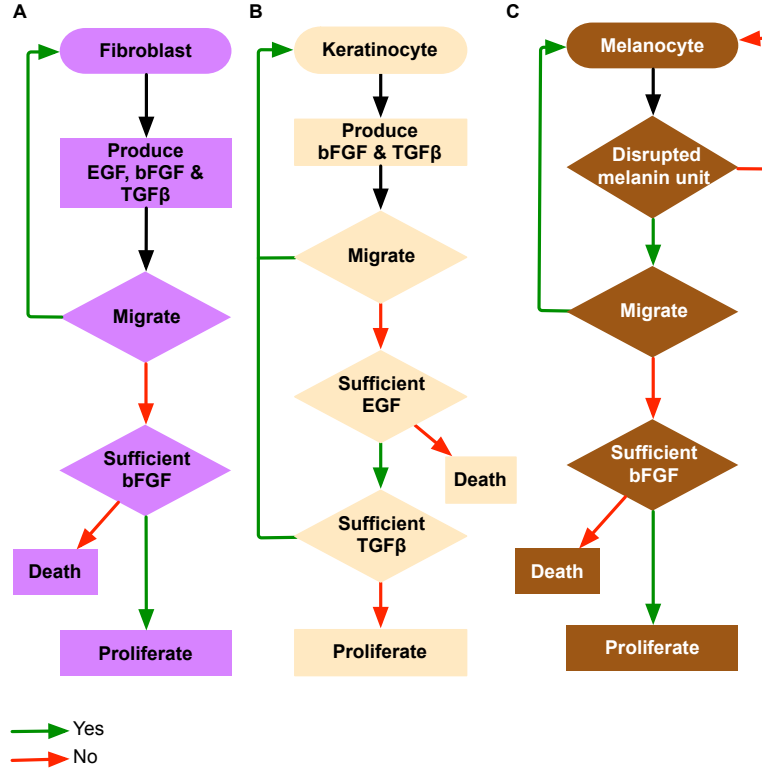 A
Fibroblast
Produce
EGF, bFGF &
TGFβ
Migrate
Sufficient
bFGF
Death
Proliferate
B
Keratinocyte
Produce
bFGF & TGFβ
Migrate
Sufficient
EGF
Death
Sufficient
TGFβ
Proliferate
C
Melanocyte
Disrupted
melanin unit
Migrate
Sufficient
bFGF
Death
Proliferate
Yes
No